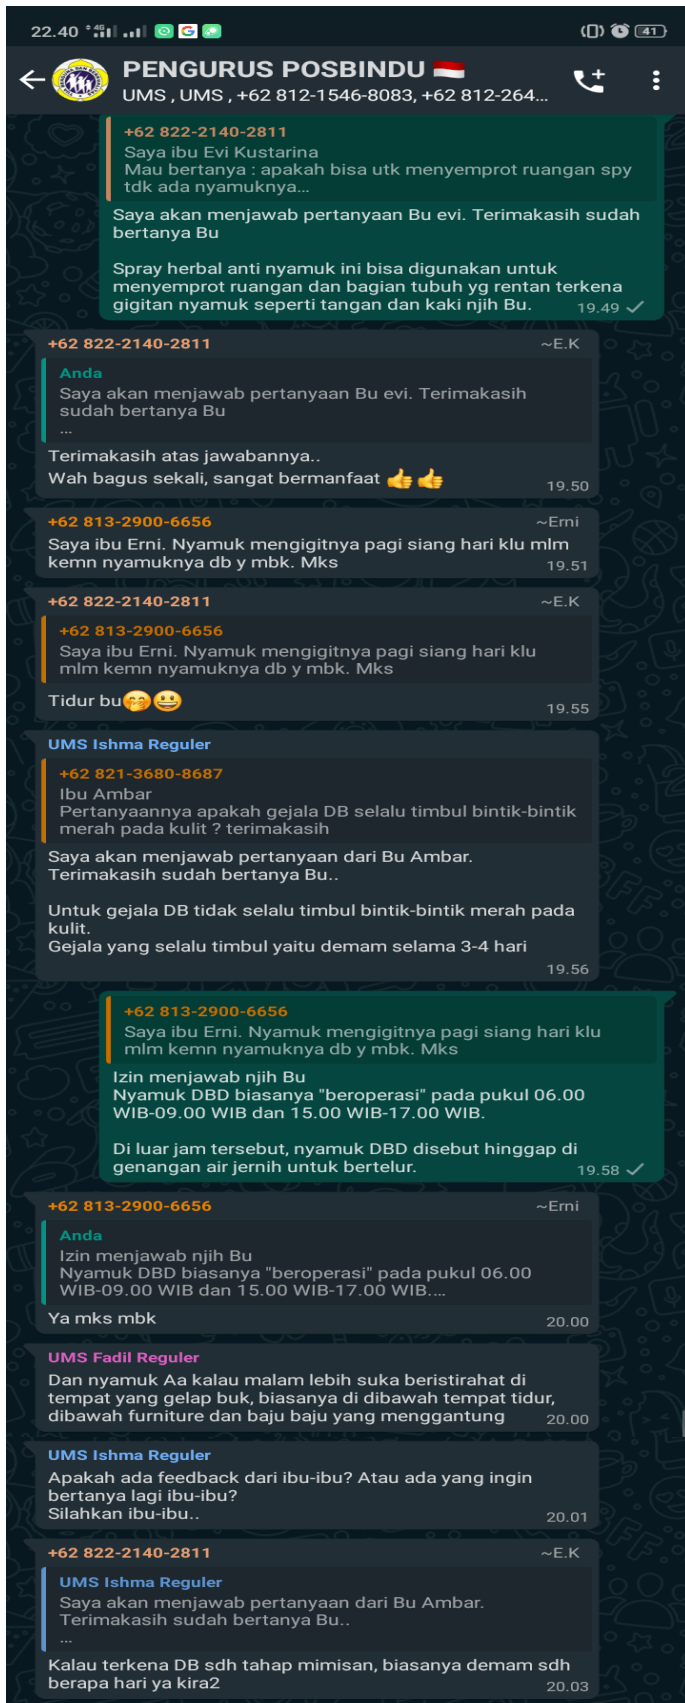 22.40
41
PENGURUS POSBINDU
UMS , UMS , +62 812-1546-8083, +62 812-264...
+62 822-2140-2811
Saya ibu Evi Kustarina
Mau bertanya : apakah bisa utk menyemprot ruangan spy
tdk ada nyamuknya...
Saya akan menjawab pertanyaan Bu evi. Terimakasih sudah
bertanya Bu
Spray herbal anti nyamuk ini bisa digunakan untuk
menyemprot ruangan dan bagian tubuh yg rentan terkena
gigitan nyamuk seperti tangan dan kaki njih Bu. 19.49
+62 822-2140-2811 ~E.K
Anda
Saya akan menjawab pertanyaan Bu evi. Terimakasih
sudah bertanya Bu
...
Terimakasih atas jawabannya..
Wah bagus sekali, sangat bermanfaat 👍👍
19.50
+62 813-2900-6656 ~Erni
Saya ibu Erni. Nyamuk mengigitnya pagi siang hari klu mlm
kemn nyamuknya db y mbk. Mks 19.51
+62 822-2140-2811 ~E.K
+62 813-2900-6656
Saya ibu Erni. Nyamuk mengigitnya pagi siang hari klu
mlm kemn nyamuknya db y mbk. Mks
Tidur bu🤭😀
19.55
UMS Ishma Reguler
+62 821-3680-8687
Ibu Ambar
Pertanyaannya apakah gejala DB selalu timbul bintik-bintik
merah pada kulit ? terimakasih
Saya akan menjawab pertanyaan dari Bu Ambar.
Terimakasih sudah bertanya Bu..
Untuk gejala DB tidak selalu timbul bintik-bintik merah pada
kulit.
Gejala yang selalu timbul yaitu demam selama 3-4 hari
19.56
+62 813-2900-6656
Saya ibu Erni. Nyamuk mengigitnya pagi siang hari klu
mlm kemn nyamuknya db y mbk. Mks
Izin menjawab njih Bu
Nyamuk DBD biasanya "beroperasi" pada pukul 06.00
WIB-09.00 WIB dan 15.00 WIB-17.00 WIB.
Di luar jam tersebut, nyamuk DBD disebut hinggap di
genangan air jernih untuk bertelur. 19.58
+62 813-2900-6656 ~Erni
Anda
Izin menjawab njih Bu
Nyamuk DBD biasanya "beroperasi" pada pukul 06.00
WIB-09.00 WIB dan 15.00 WIB-17.00 WIB....
Ya mks mbk
20.00
UMS Fadil Reguler
Dan nyamuk Aa kalau malam lebih suka beristirahat di
tempat yang gelap buk, biasanya di dibawah tempat tidur,
dibawah furniture dan baju baju yang menggantung 20.00
UMS Ishma Reguler
Apakah ada feedback dari ibu-ibu? Atau ada yang ingin
bertanya lagi ibu-ibu?
Silahkan ibu-ibu..
20.01
+62 822-2140-2811 ~E.K
UMS Ishma Reguler
Saya akan menjawab pertanyaan dari Bu Ambar.
Terimakasih sudah bertanya Bu..
...
Kalau terkena DB sdh tahap mimisan, biasanya demam sdh
berapa hari ya kira2 20.03